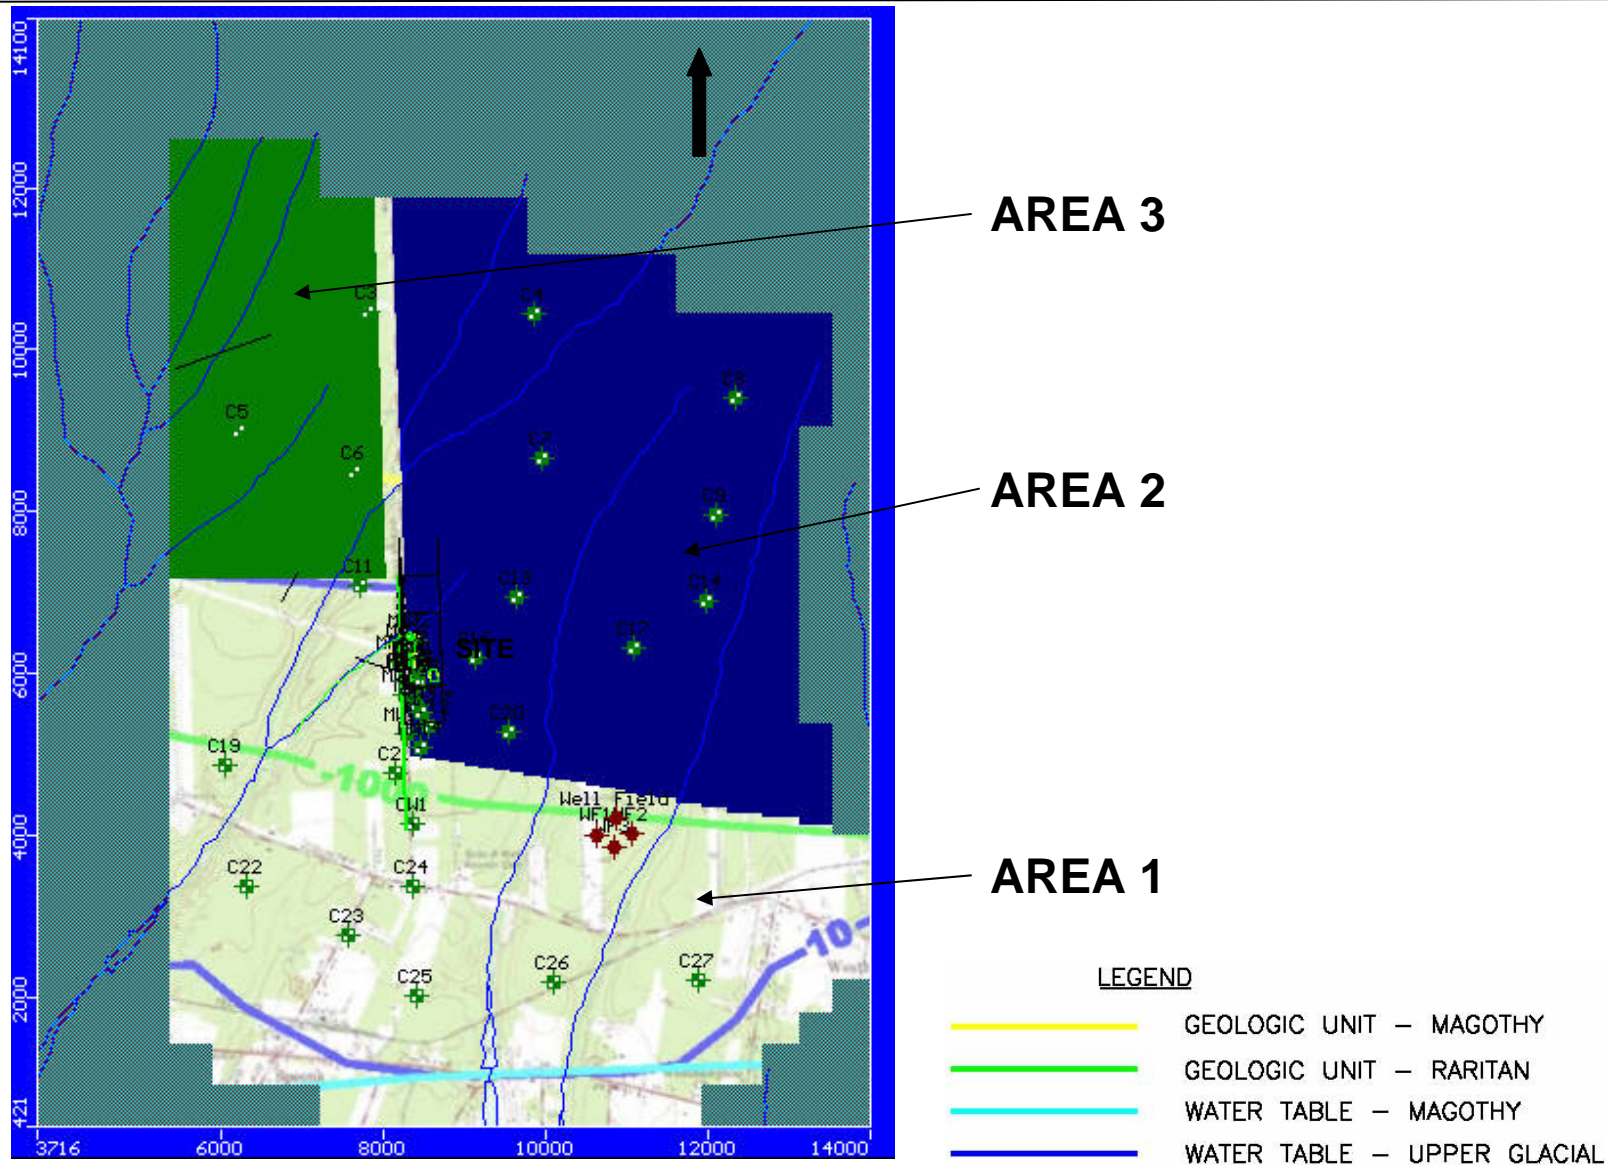 14100
12000
10000
8000
6000
4000
2000
421
3716
6000
8000
10000
12000
14000
AREA 3
AREA 2
AREA 1
C3
C4
C5
C6
C7
C8
C9
C11
C13
C14
C17
SITE
C19
C20
C2
-1000
CW1
Well Field
WF1
WF2
C22
C24
C23
C25
C26
C27
-10-
LEGEND
GEOLOGIC UNIT – MAGOTHY
GEOLOGIC UNIT – RARITAN
WATER TABLE – MAGOTHY
WATER TABLE – UPPER GLACIAL